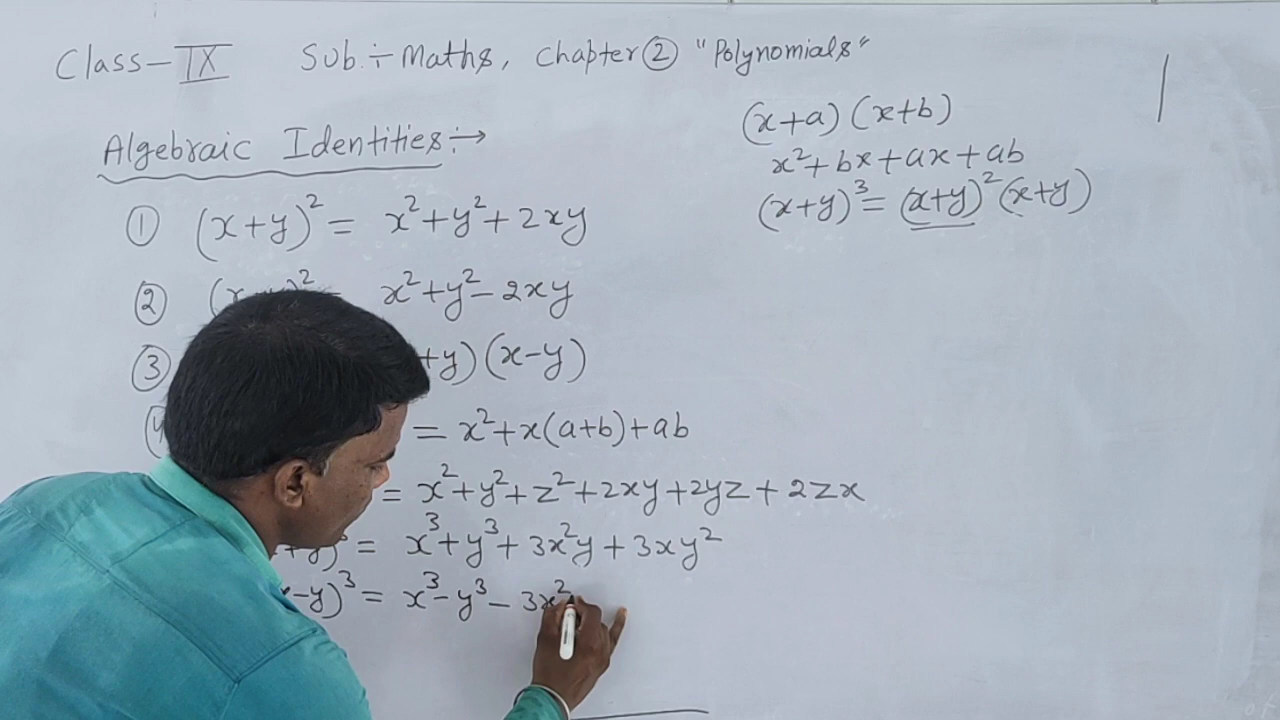 Class-IX Sub.÷Maths, Chapter② "Polynomials"
Algebraic Identities÷→
① (x+y)² = x²+y²+2xy
② x²+y²-2xy
③ +y)(x-y)
= x²+x(a+b)+ab
= x²+y²+z²+2xy+2yz+2zx
+y)³ = x³+y³+3x²y+3xy²
x-y)³ = x³-y³-3x²
(x+a)(x+b)
x²+bx+ax+ab
(x+y)³=(x+y)²(x+y)